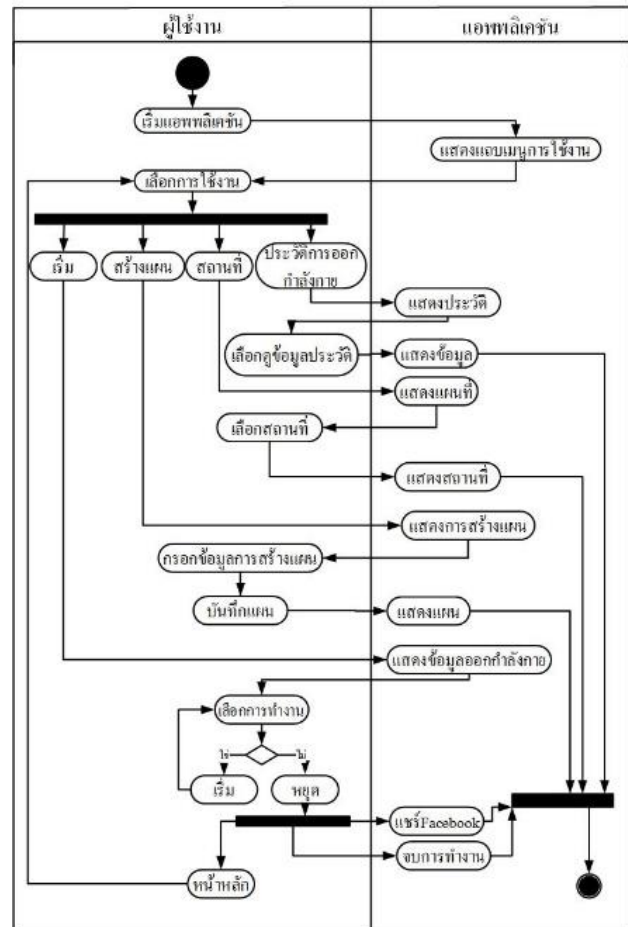 ผู้ใช้งาน
แอพพลิเคชัน
เริ่มแอพพลิเคชัน
แสดงแถบเมนูการใช้งาน
เลือกการใช้งาน
เริ่ม
สร้างแผน
สถานที่
ประวัติการออก
กำลังกาย
แสดงประวัติ
เลือกดูข้อมูลประวัติ
แสดงข้อมูล
แสดงแผนที่
เลือกสถานที่
แสดงสถานที่
แสดงการสร้างแผน
กรอกข้อมูลการสร้างแผน
บันทึกแผน
แสดงแผน
แสดงข้อมูลออกกำลังกาย
เลือกการทำงาน
ใช่
ไม่
เริ่ม
หยุด
แชร์Facebook
จบการทำงาน
หน้าหลัก